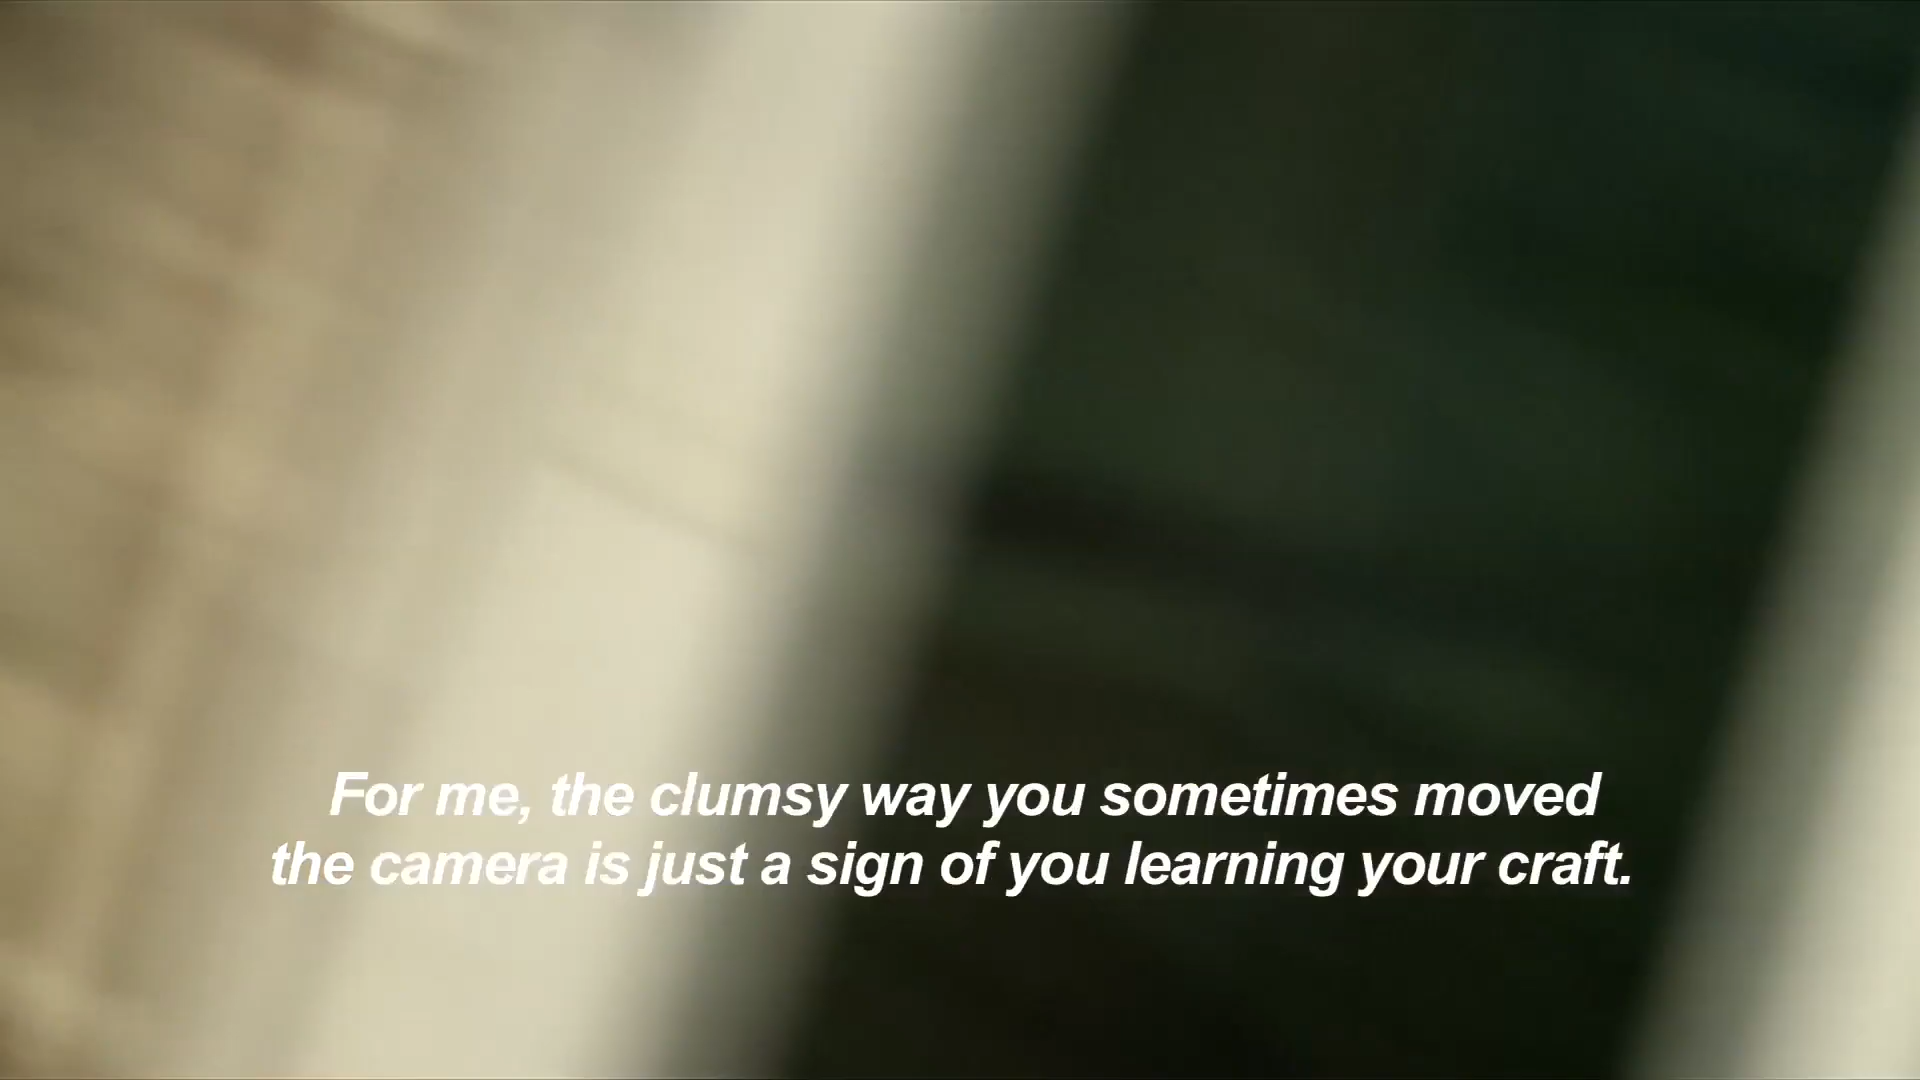 For me, the clumsy way you sometimes moved
the camera is just a sign of you learning your craft.